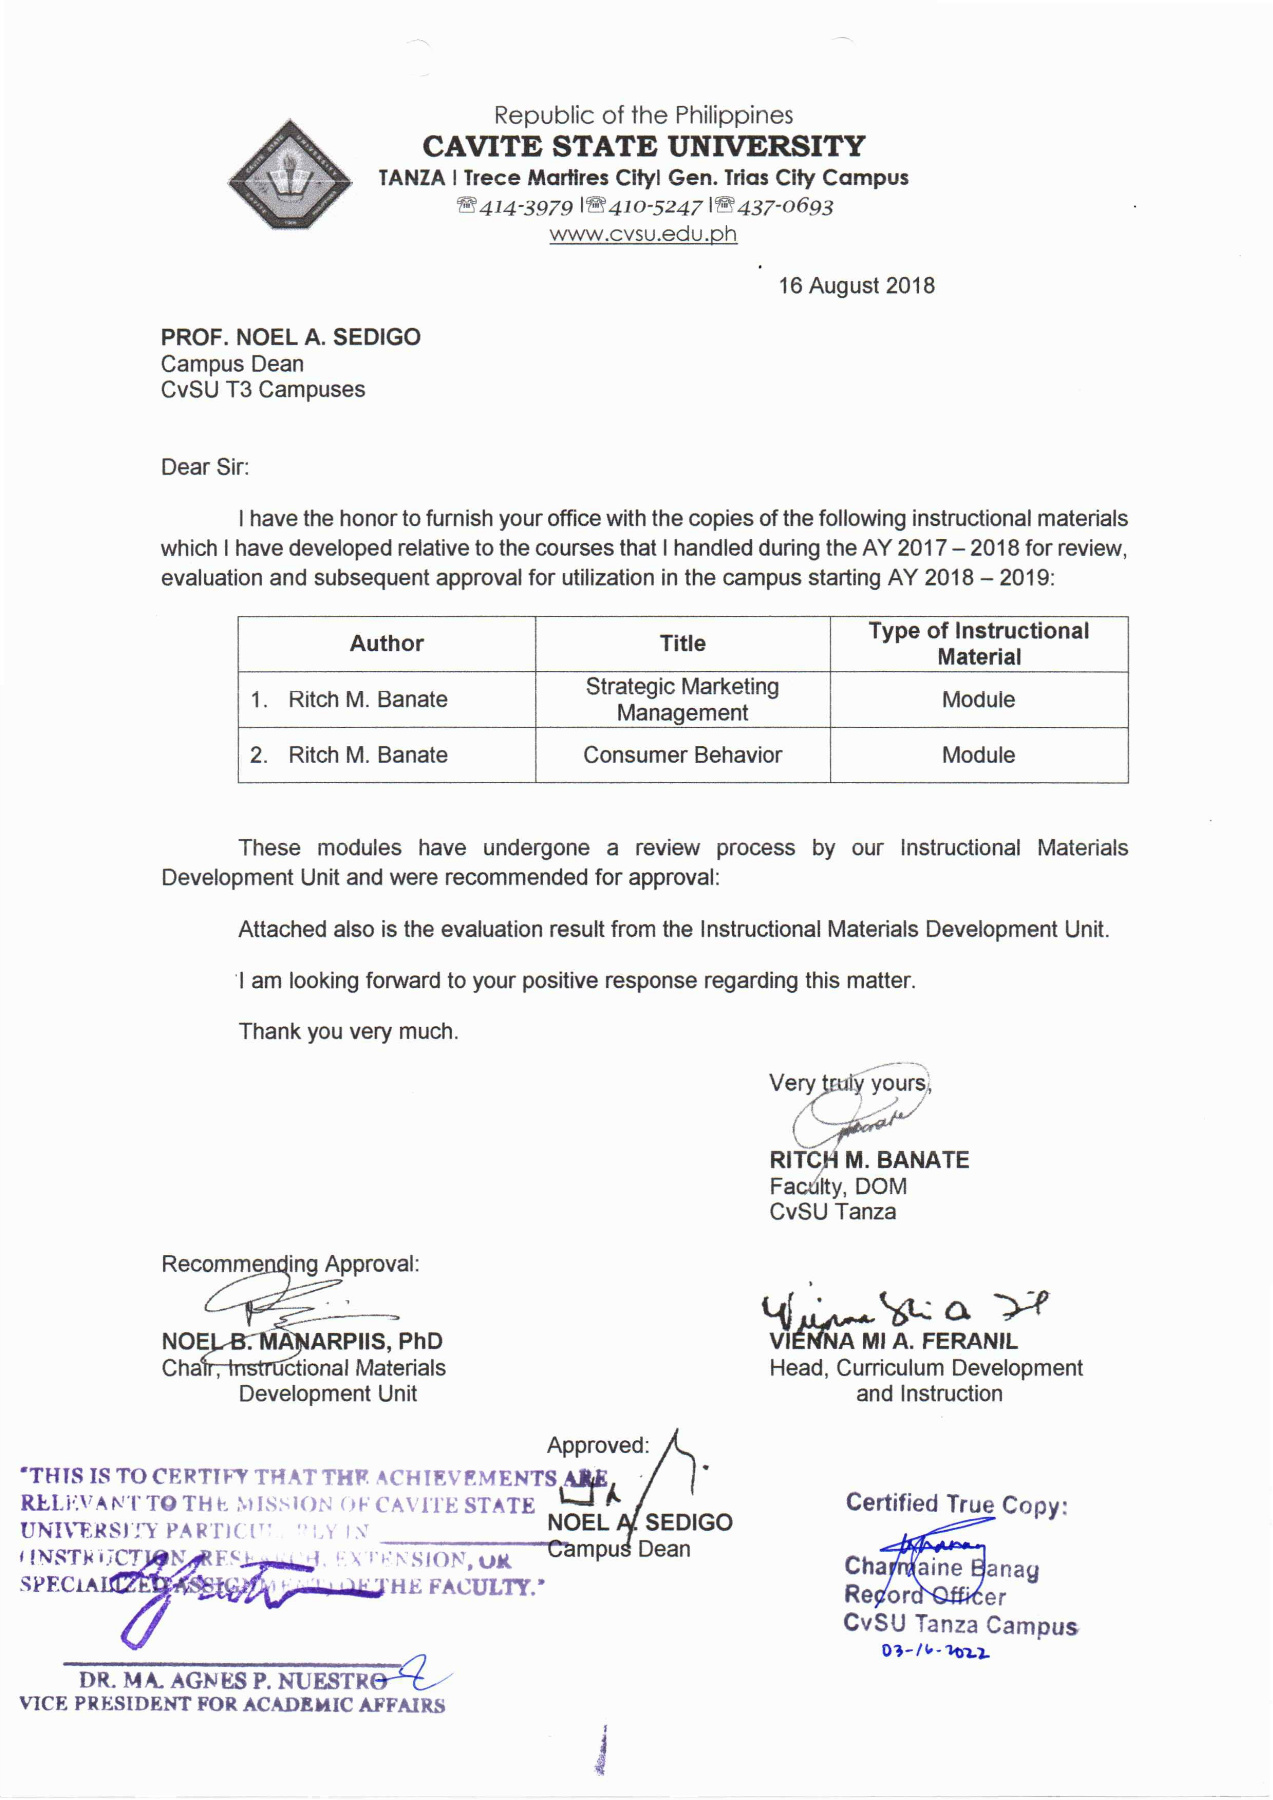 Republic of the Philippines
CAVITE STATE UNIVERSITY
TANZA I Trece Martires CityI Gen. Trias City Campus
☏414-3979 I☏410-5247 I☏437-0693
www.cvsu.edu.ph
16 August 2018
PROF. NOEL A. SEDIGO
Campus Dean
CvSU T3 Campuses
Dear Sir:
I have the honor to furnish your office with the copies of the following instructional materials
which I have developed relative to the courses that I handled during the AY 2017 – 2018 for review,
evaluation and subsequent approval for utilization in the campus starting AY 2018 – 2019:
Author Title Type of Instructional
Material
1. Ritch M. Banate Strategic Marketing
Management Module
2. Ritch M. Banate Consumer Behavior Module
These modules have undergone a review process by our Instructional Materials
Development Unit and were recommended for approval:
Attached also is the evaluation result from the Instructional Materials Development Unit.
I am looking forward to your positive response regarding this matter.
Thank you very much.
Very truly yours,
RITCH M. BANATE
Faculty, DOM
CvSU Tanza
Recommending Approval:
NOEL B. MANARPIIS, PhD
Chair, Instructional Materials
Development Unit
VIENNA MI A. FERANIL
Head, Curriculum Development
and Instruction
Approved:
NOEL A. SEDIGO
Campus Dean
"THIS IS TO CERTIFY THAT THE ACHIEVEMENTS ARE
RELEVANT TO THE MISSION OF CAVITE STATE
UNIVERSITY PARTICULARLY IN
(INSTRUCTION, RESEARCH, EXTENSION, OR
SPECIALIZED ASSIGNMENT) OF THE FACULTY."
DR. MA. AGNES P. NUESTRO
VICE PRESIDENT FOR ACADEMIC AFFAIRS
Certified True Copy:
Charmaine Banag
Record Officer
CvSU Tanza Campus
03-16-2022